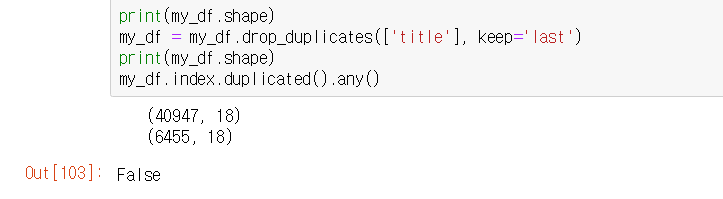 print(my_df.shape)
my_df = my_df.drop_duplicates(['title'], keep='last')
print(my_df.shape)
my_df.index.duplicated().any()
(40947, 18)
(6455, 18)
Out[103]: False